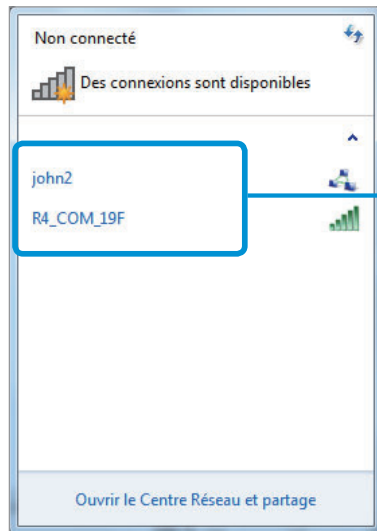 Non connecté
Des connexions sont disponibles
john2
R4_COM_19F
Ouvrir le Centre Réseau et partage